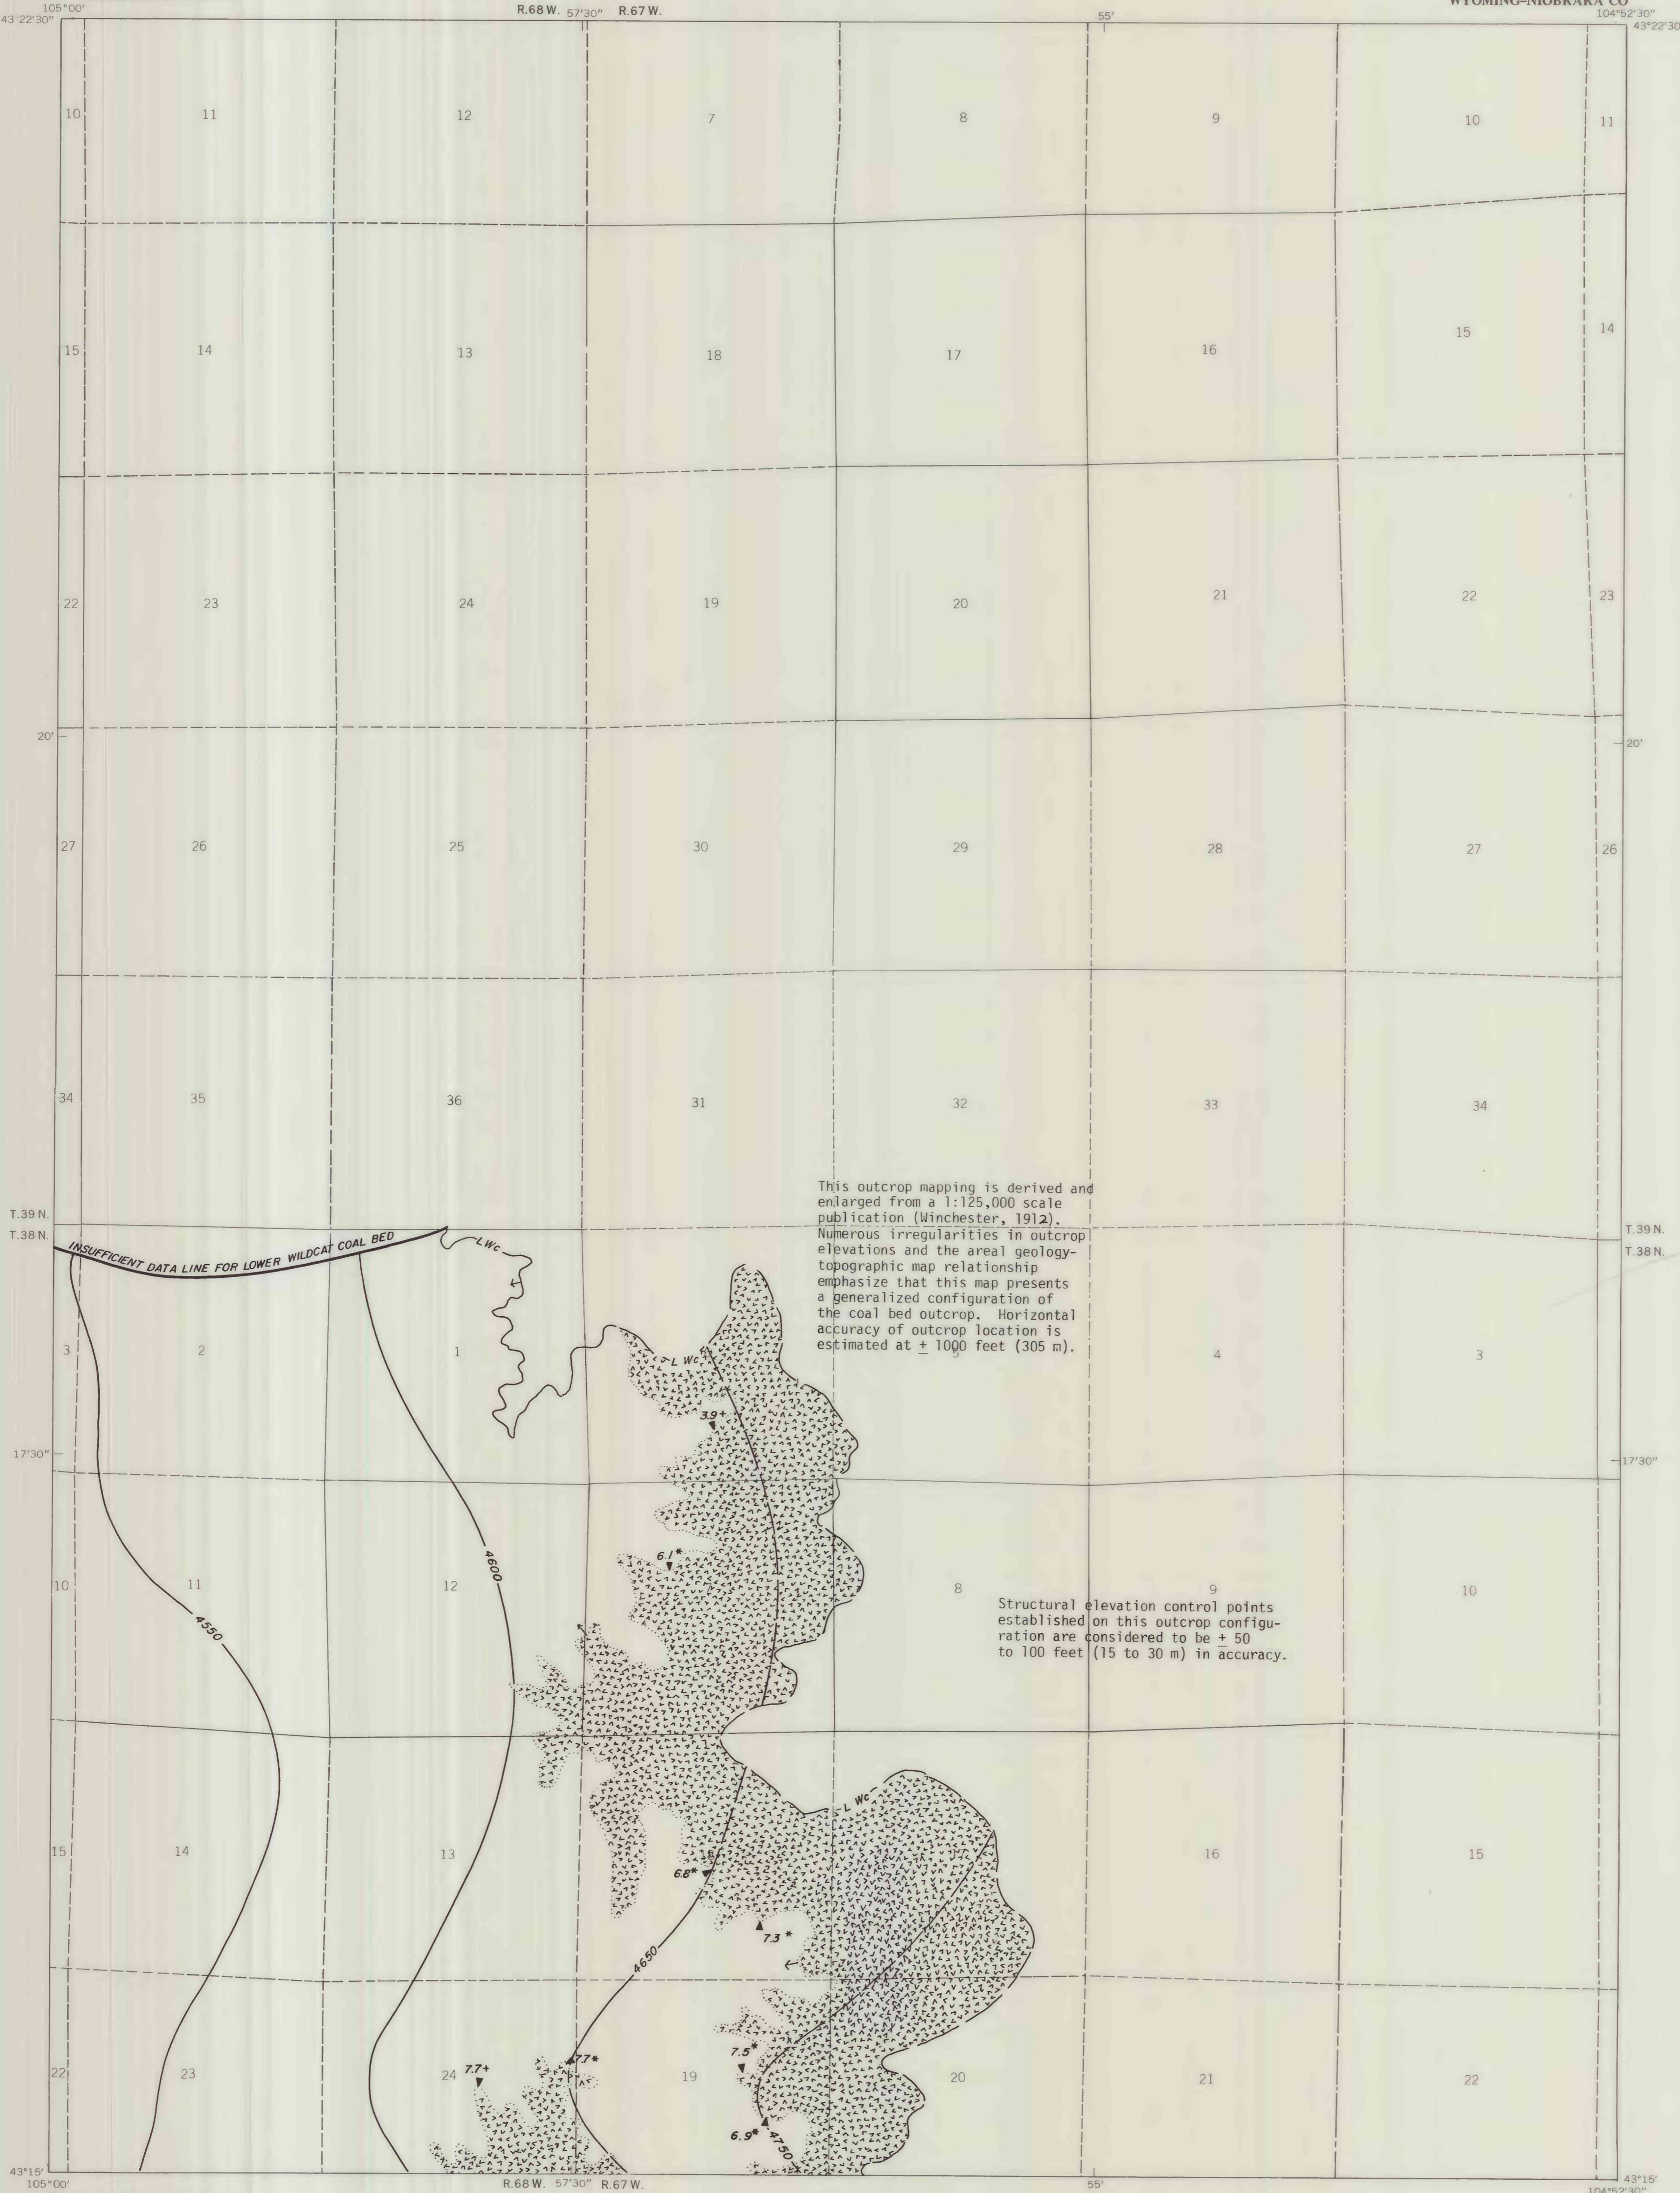 WYOMING–NIOBRARA CO
105°00' R.68 W. 57'30" R.67 W. 55' 104°52'30"
43 22'30" 43°22'30
10 11 12 7 8 9 10 11
15 14 13 18 17 16 15 14
22 23 24 19 20 21 22 23
20' 20'
27 26 25 30 29 28 27 26
34 35 36 31 32 33 34
This outcrop mapping is derived and
enlarged from a 1:125,000 scale
publication (Winchester, 1912).
Numerous irregularities in outcrop
elevations and the areal geology-
topographic map relationship
emphasize that this map presents
a generalized configuration of
the coal bed outcrop. Horizontal
accuracy of outcrop location is
estimated at ± 1000 feet (305 m).
T.39 N. T.39 N.
T.38 N. T.38 N.
INSUFFICIENT DATA LINE FOR LOWER WILDCAT COAL BED
LWc
3 2 1 5 4 3
L Wc
3.9+
17'30" 17'30"
4600
6.1*
10 11 12 8 9 10
Structural elevation control points
established on this outcrop configu-
ration are considered to be ± 50
to 100 feet (15 to 30 m) in accuracy.
4550
L Wc
15 14 13 16 15
6.8*
7.3*
4650
7.5*
7.7+ 7.7*
22 23 24 19 20 21 22
6.9*
4750
43°15' 43°15'
105°00' R.68 W. 57'30" R.67 W. 55' 104°52'30"